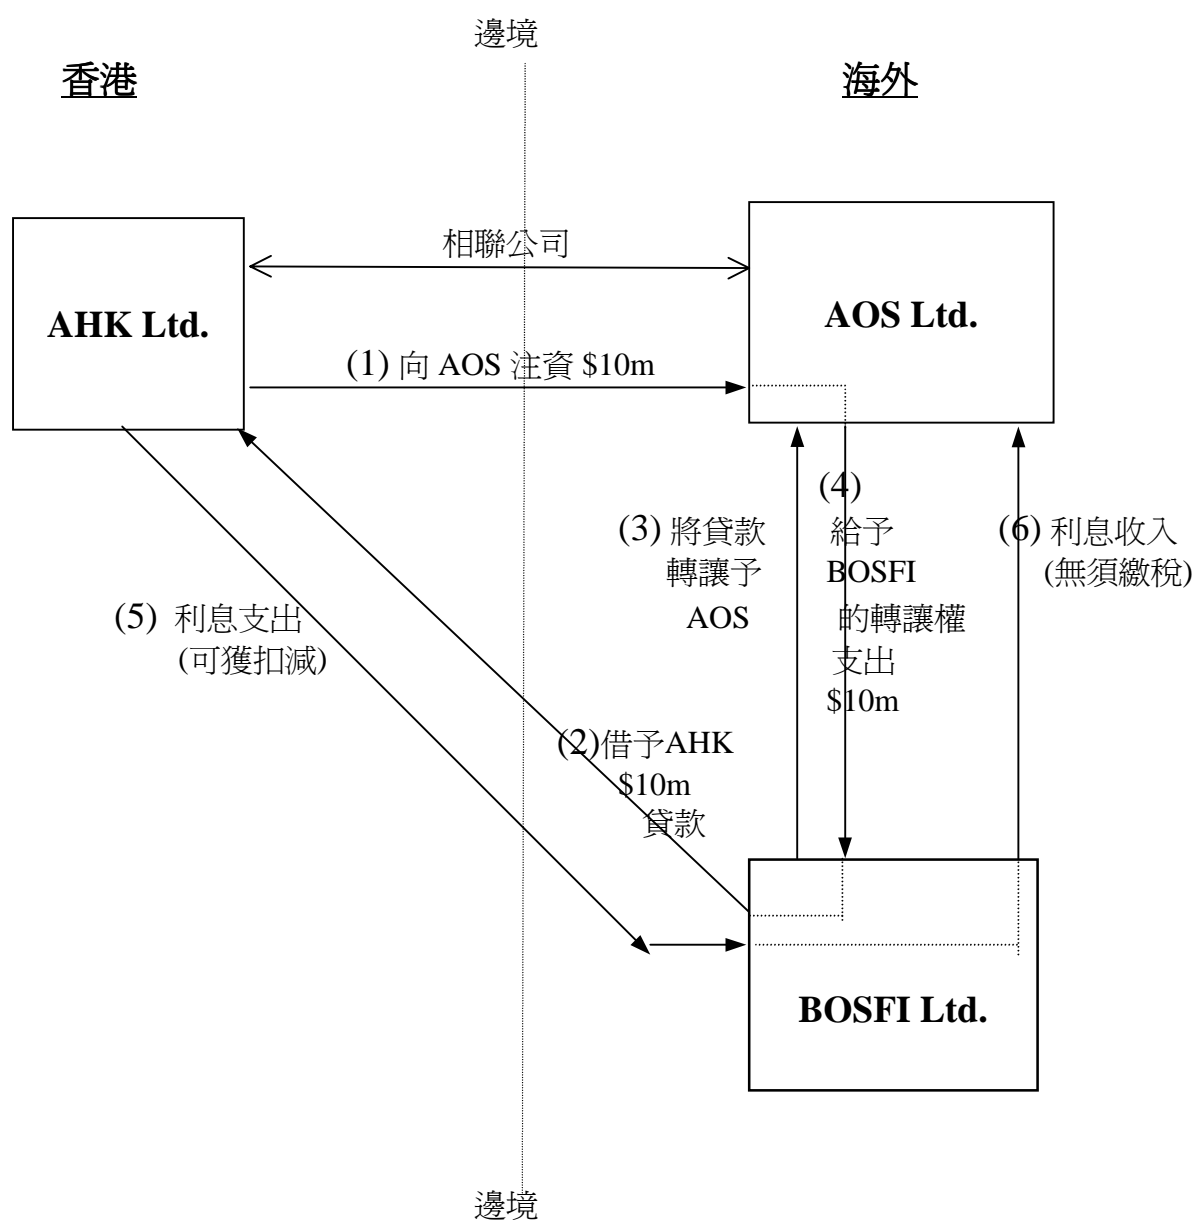 邊境
香港
海外
相聯公司
AHK Ltd.
AOS Ltd.
(1) 向 AOS 注資 $10m
(3) 將貸款
轉讓予
AOS
(4)
給予
BOSFI
的轉讓權
支出
$10m
(6) 利息收入
(無須繳稅)
(5) 利息支出
(可獲扣減)
(2)借予AHK
$10m
貸款
BOSFI Ltd.
邊境